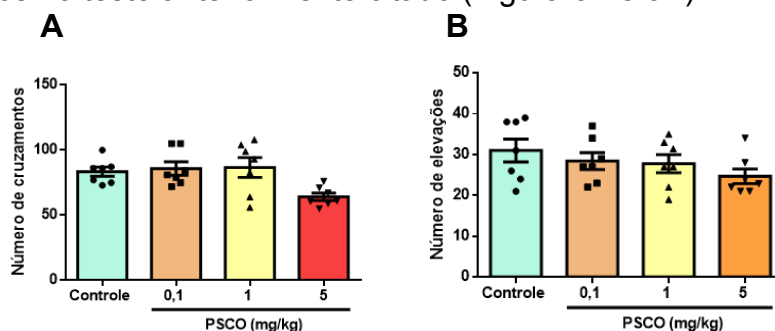 A
B
Número de cruzamentos
150
100
50
0
Controle
0,1
1
5
PSCO (mg/kg)
Número de elevações
50
40
30
20
10
0
Controle
0,1
1
5
PSCO (mg/kg)